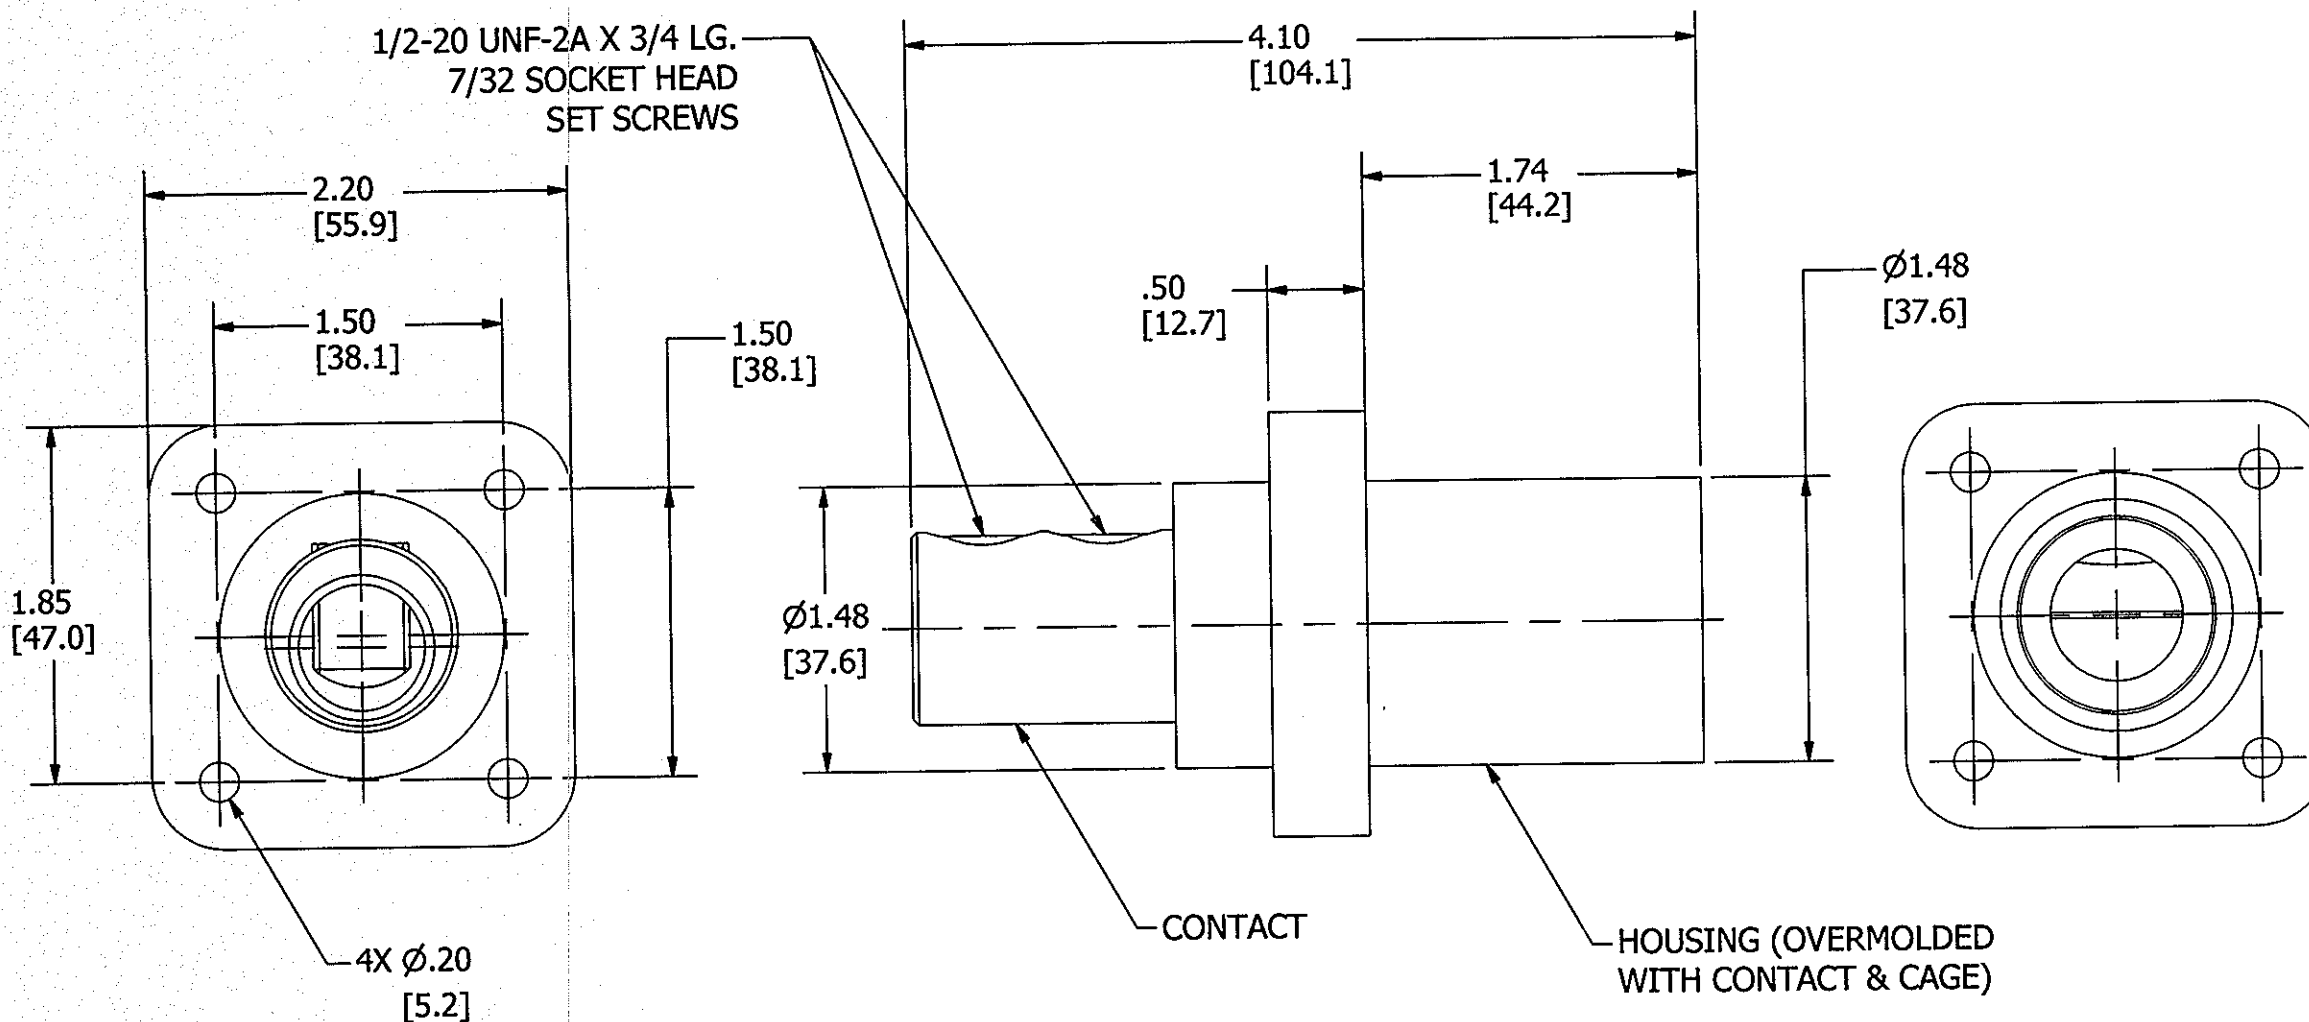 1/2-20 UNF-2A X 3/4 LG.
7/32 SOCKET HEAD
SET SCREWS
4.10
[104.1]
1.74
[44.2]
2.20
[55.9]
.50
[12.7]
Ø1.48
[37.6]
1.50
[38.1]
1.50
[38.1]
1.85
[47.0]
Ø1.48
[37.6]
CONTACT
HOUSING (OVERMOLDED
WITH CONTACT & CAGE)
4X Ø.20
[5.2]